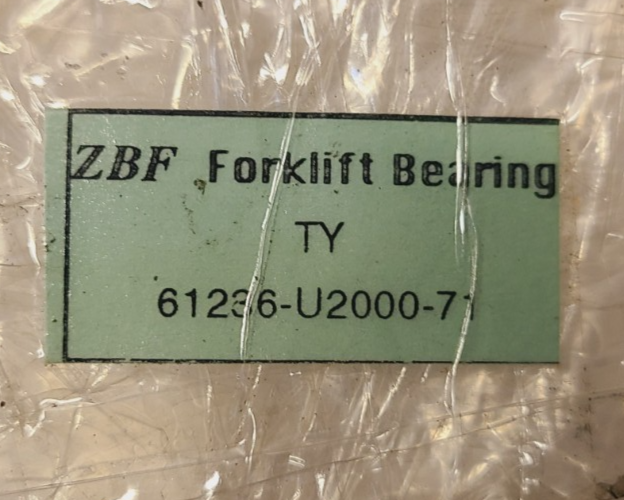 ZBF Forklift Bearing
TY
61236-U2000-71